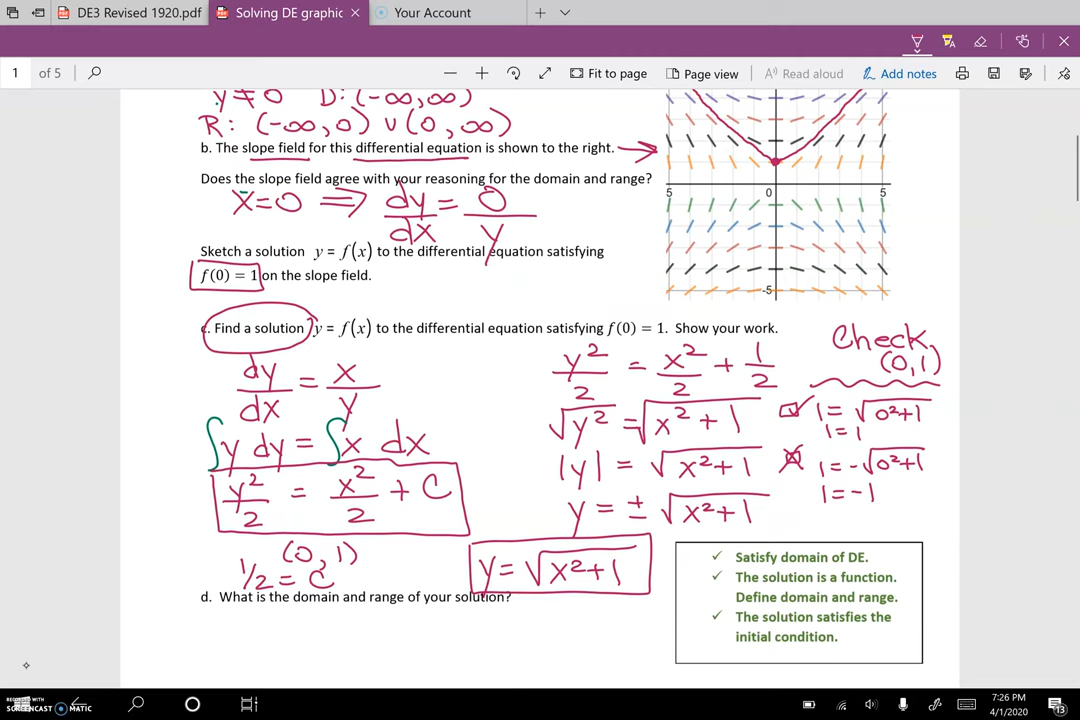 DE3 Revised 1920.pdf
Solving DE graphic
Your Account
1 of 5
Fit to page
Page view
Read aloud
Add notes
y ≠ 0 D: (-∞,∞)
R: (-∞,0) ∪ (0,∞)
b. The slope field for this differential equation is shown to the right.
Does the slope field agree with your reasoning for the domain and range?
x=0 ⟹ dy/dx = 0/y
Sketch a solution y = f(x) to the differential equation satisfying
f(0) = 1 on the slope field.
5 0 5
-5
c. Find a solution y = f(x) to the differential equation satisfying f(0) = 1. Show your work.
dy/dx = x/y
∫y dy = ∫x dx
y²/2 = x²/2 + C
(0,1)
1/2 = C
y²/2 = x²/2 + 1/2
√y² = √x²+1
|y| = √x²+1
y = ± √x²+1
y = √x²+1
Check
(0,1)
1 = √0²+1
1 = 1
1 = -√0²+1
1 = -1
d. What is the domain and range of your solution?
✓ Satisfy domain of DE.
✓ The solution is a function.
Define domain and range.
✓ The solution satisfies the
initial condition.
RECORDED WITH
SCREENCAST MATIC
7:26 PM
4/1/2020
13